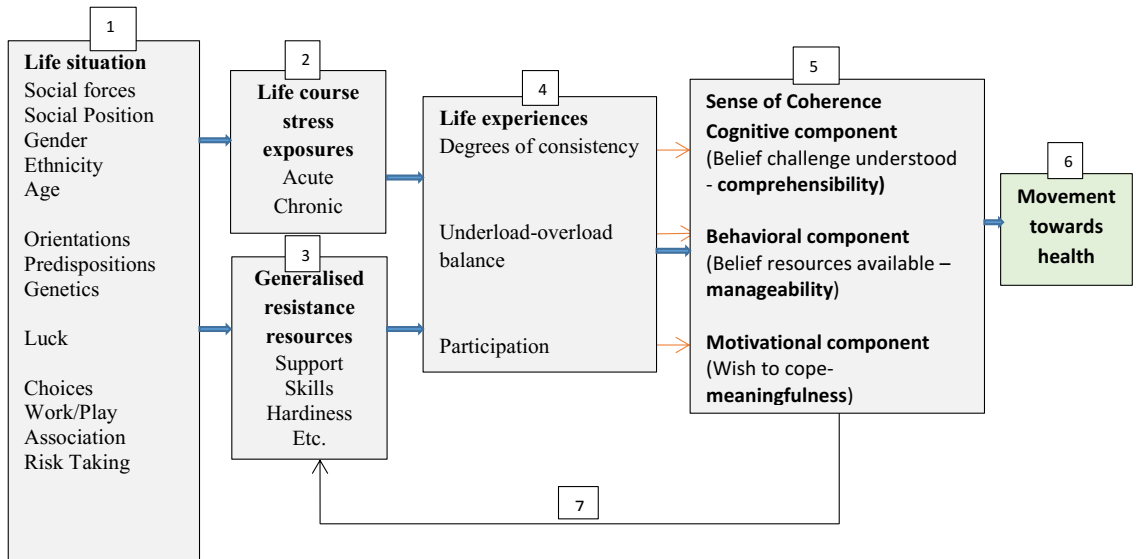 1
Life situation
Social forces
Social Position
Gender
Ethnicity
Age
Orientations
Predispositions
Genetics
Luck
Choices
Work/Play
Association
Risk Taking
2
Life course
stress
exposures
Acute
Chronic
3
Generalised
resistance
resources
Support
Skills
Hardiness
Etc.
4
Life experiences
Degrees of consistency
Underload-overload
balance
Participation
5
Sense of Coherence
Cognitive component
(Belief challenge understood
- comprehensibility)
Behavioral component
(Belief resources available –
manageability)
Motivational component
(Wish to cope-
meaningfulness)
6
Movement
towards
health
7